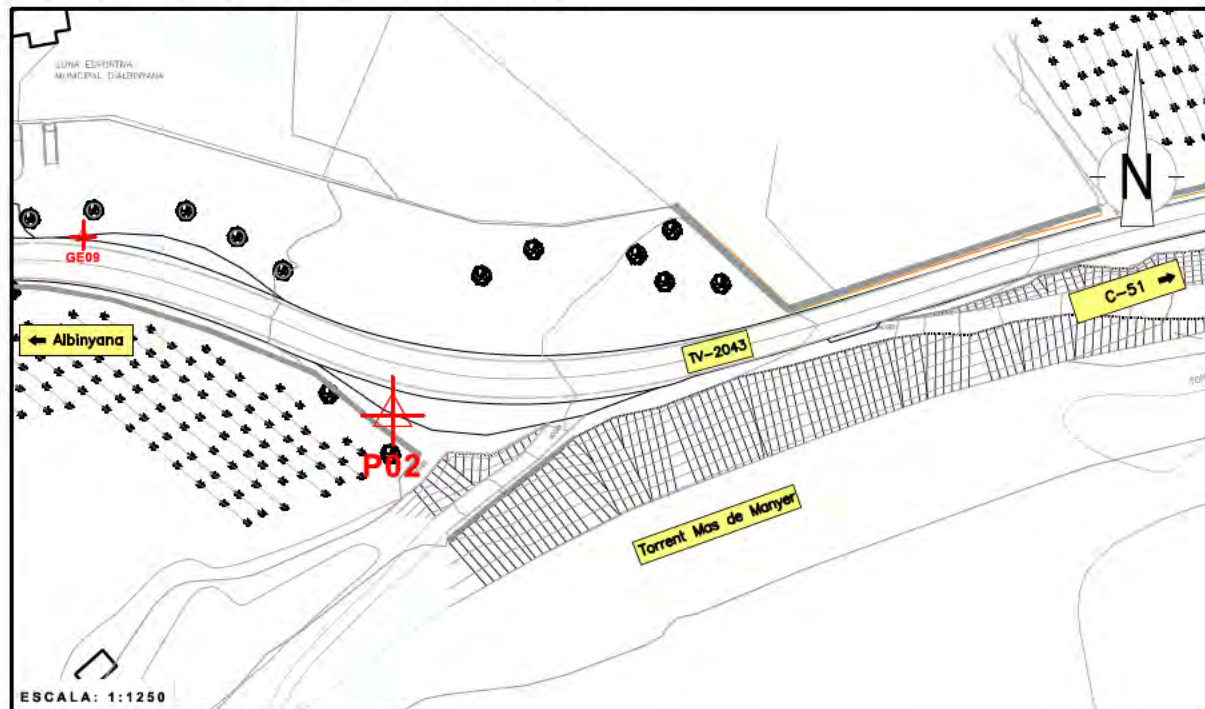 ZONA ESPORTIVA
MUNICIPAL D'ALBINYANA
N
GE09
C-51
Albinyana
TV-2043
P02
Torrent Mas de Manyer
ESCALA: 1:1250